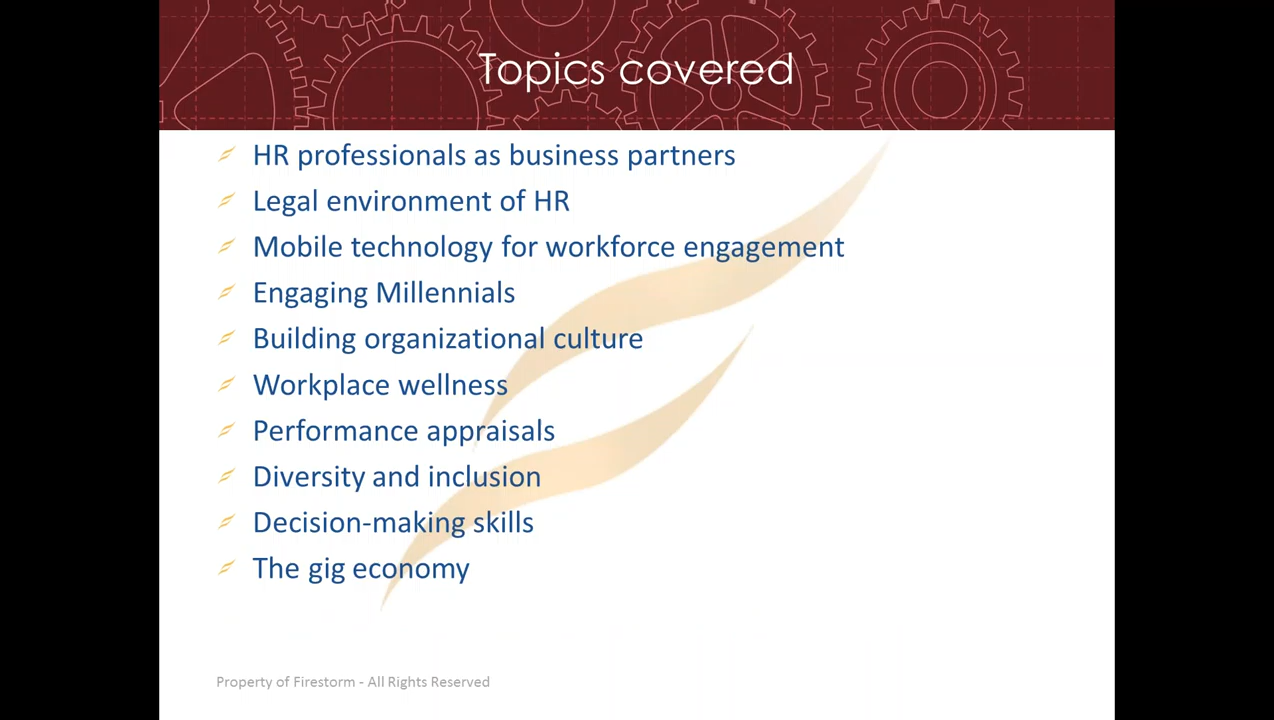 Topics covered
HR professionals as business partners
Legal environment of HR
Mobile technology for workforce engagement
Engaging Millennials
Building organizational culture
Workplace wellness
Performance appraisals
Diversity and inclusion
Decision-making skills
The gig economy
Property of Firestorm - All Rights Reserved